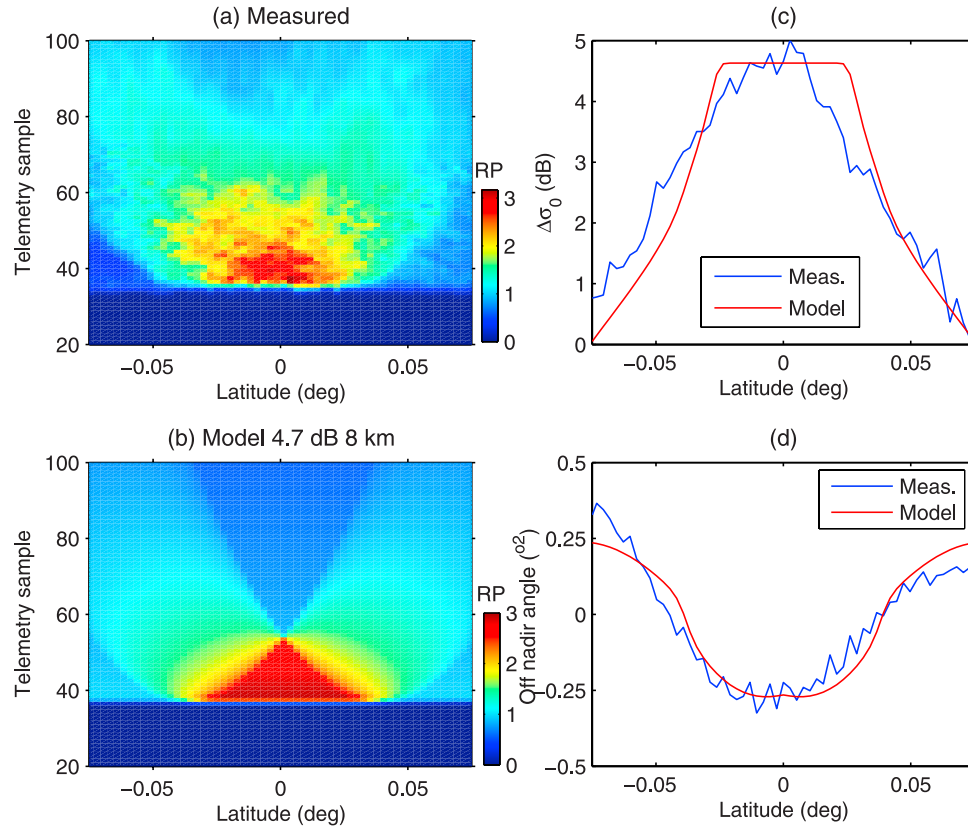 (a) Measured
100
80
60
40
20
Telemetry sample
−0.05
0
0.05
Latitude (deg)
RP
3
2
1
0
(c)
5
4
3
2
1
0
Δσ0 (dB)
Meas.
Model
−0.05
0
0.05
Latitude (deg)
(b) Model 4.7 dB 8 km
100
80
60
40
20
Telemetry sample
−0.05
0
0.05
Latitude (deg)
RP
3
2
1
0
(d)
0.5
0.25
0
−0.25
−0.5
Off nadir angle (°2)
Meas.
Model
−0.05
0
0.05
Latitude (deg)